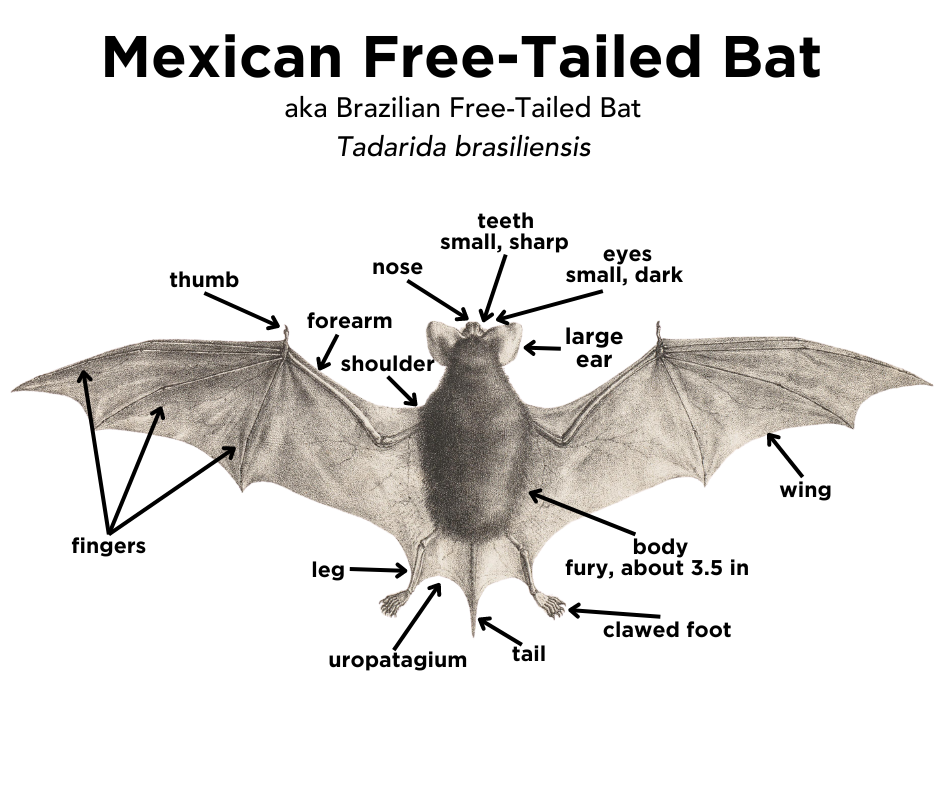 Mexican Free-Tailed Bat
aka Brazilian Free-Tailed Bat
Tadarida brasiliensis
teeth
small, sharp
eyes
small, dark
nose
thumb
forearm
large
ear
shoulder
wing
fingers
body
fury, about 3.5 in
leg
clawed foot
tail
uropatagium